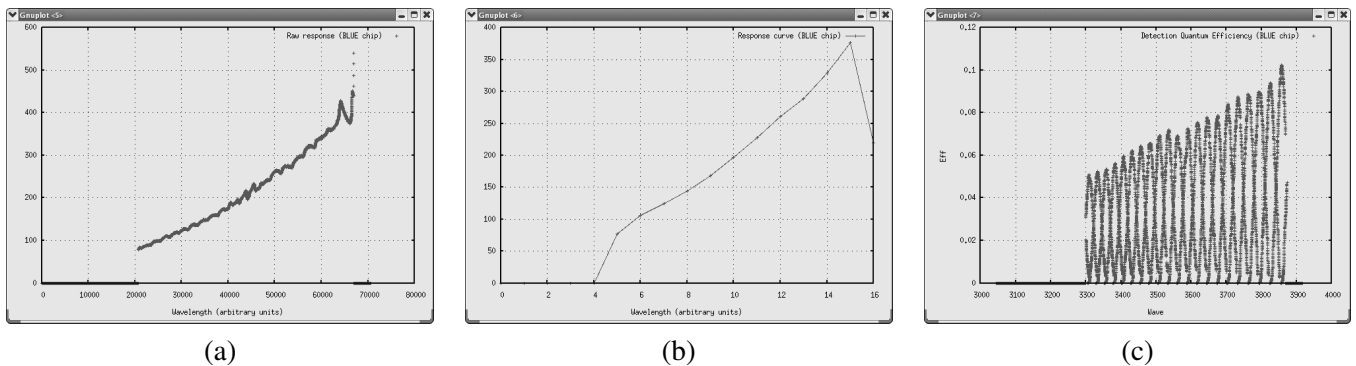 Gnuplot <5>
Raw response (BLUE chip)
600
500
400
300
200
100
0
0 10000 20000 30000 40000 50000 60000 70000 80000
Wavelength (arbitrary units)
(a)
Gnuplot <6>
Response curve (BLUE chip)
400
350
300
250
200
150
100
50
0
0 2 4 6 8 10 12 14 16
Wavelength (arbitrary units)
(b)
Gnuplot <7>
Detection Quantum Efficiency (BLUE chip)
0,12
0,1
0,08
0,06
0,04
0,02
0
Eff
3000 3100 3200 3300 3400 3500 3600 3700 3800 3900 4000
Wave
(c)